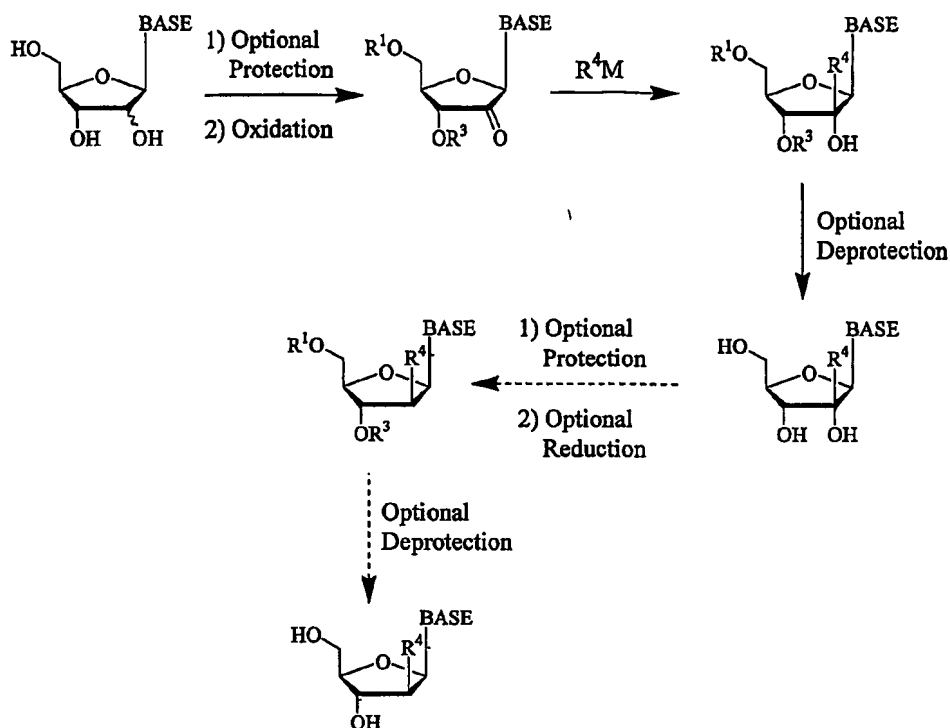 BASE
HO
O
OH OH
1) Optional
Protection
2) Oxidation
BASE
R¹O
O
OR³ O
R⁴M
BASE
R¹O
R⁴
O
OR³ OH
Optional
Deprotection
BASE
HO
R⁴
O
OH OH
1) Optional
Protection
2) Optional
Reduction
BASE
R¹O
R⁴
O
OR³
Optional
Deprotection
BASE
HO
R⁴
O
OH